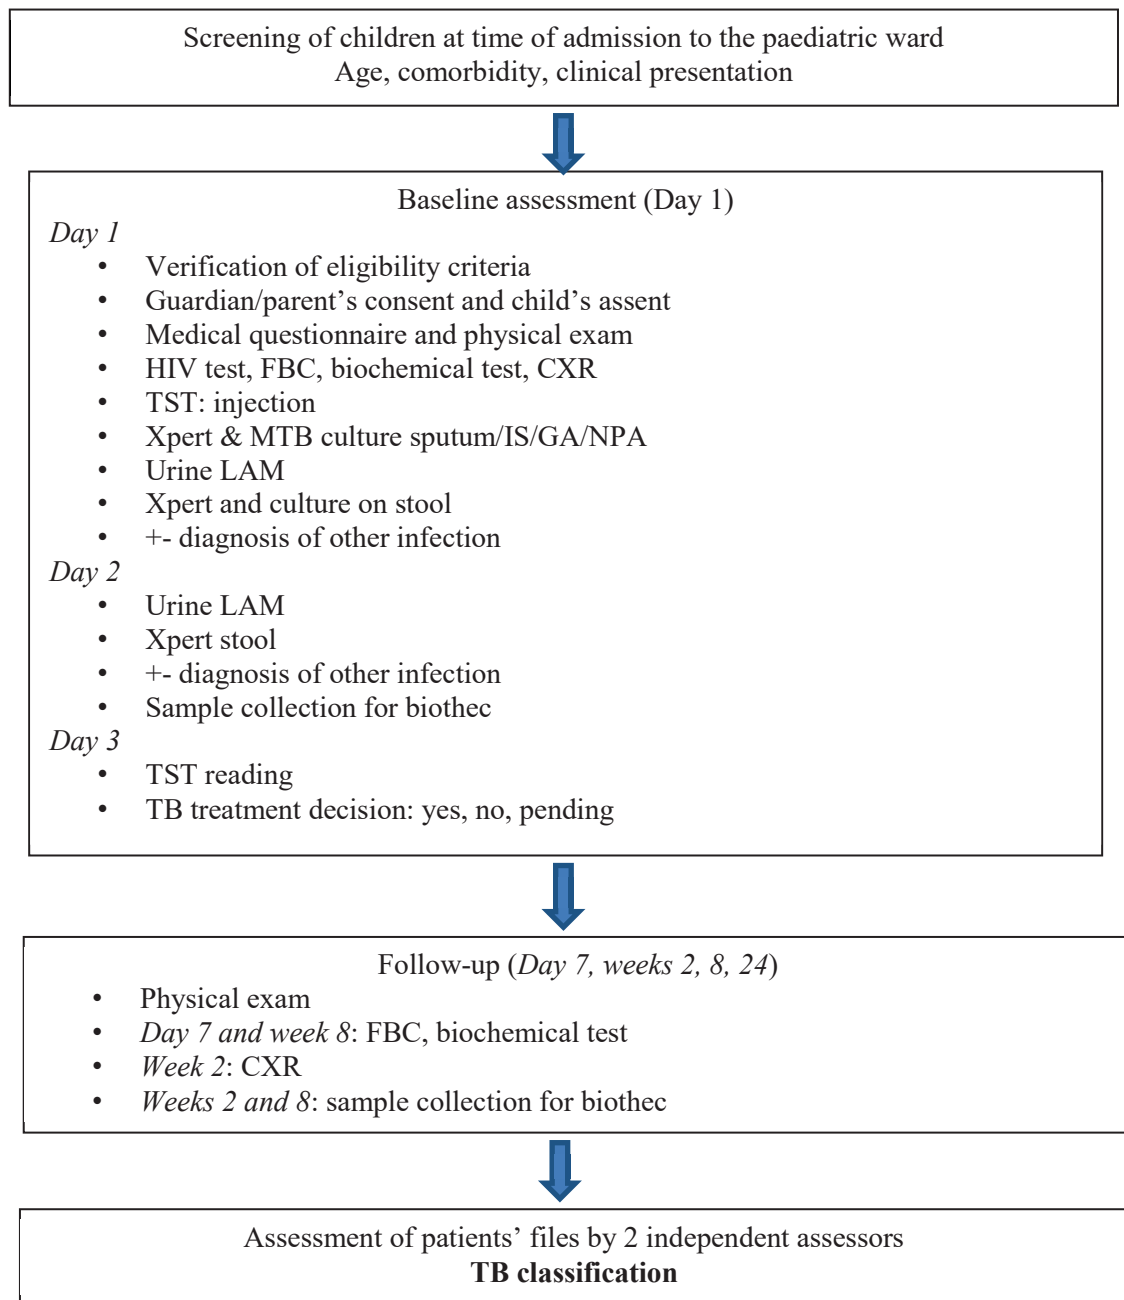 Screening of children at time of admission to the paediatric ward
Age, comorbidity, clinical presentation
Baseline assessment (Day 1)
Day 1
• Verification of eligibility criteria
• Guardian/parent’s consent and child’s assent
• Medical questionnaire and physical exam
• HIV test, FBC, biochemical test, CXR
• TST: injection
• Xpert & MTB culture sputum/IS/GA/NPA
• Urine LAM
• Xpert and culture on stool
• +- diagnosis of other infection
Day 2
• Urine LAM
• Xpert stool
• +- diagnosis of other infection
• Sample collection for biothec
Day 3
• TST reading
• TB treatment decision: yes, no, pending
Follow-up (Day 7, weeks 2, 8, 24)
• Physical exam
• Day 7 and week 8: FBC, biochemical test
• Week 2: CXR
• Weeks 2 and 8: sample collection for biothec
Assessment of patients’ files by 2 independent assessors
TB classification